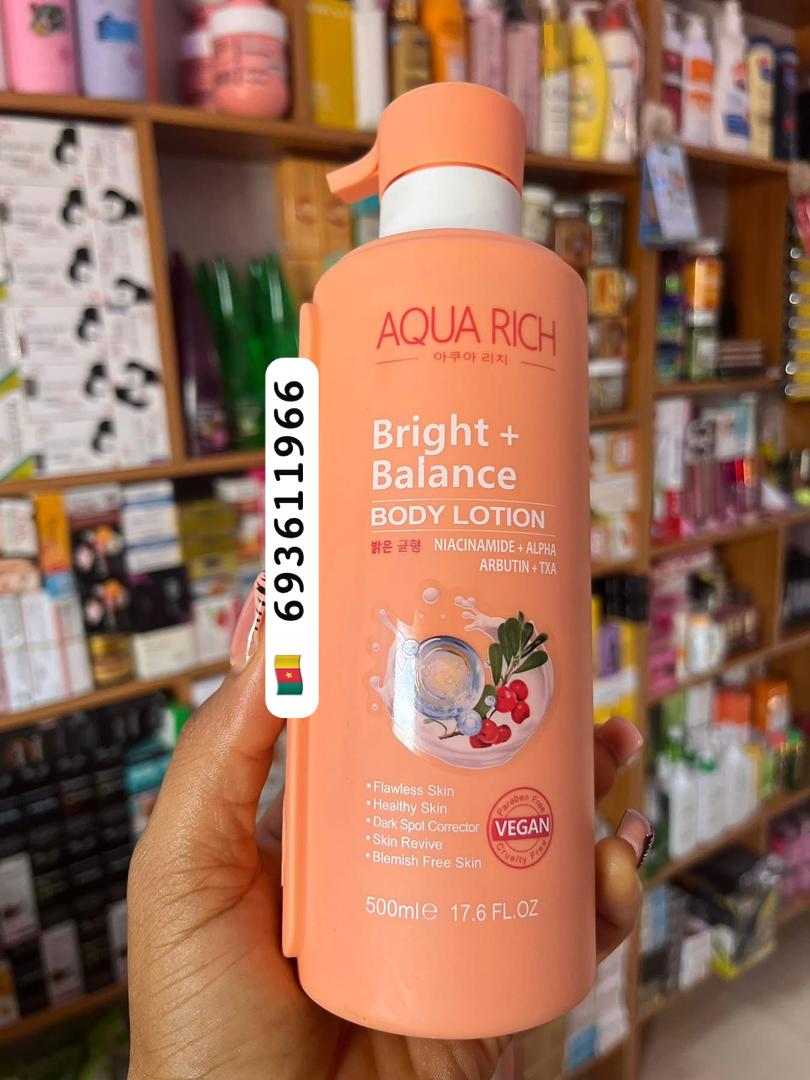 AQUA RICH
아쿠아 리치
Bright +
Balance
BODY LOTION
밝은 균형 NIACINAMIDE + ALPHA
ARBUTIN + TXA
• Flawless Skin
• Healthy Skin
• Dark Spot Corrector
• Skin Revive
• Blemish Free Skin
Paraben Free
VEGAN
Cruelty Free
500ml℮ 17.6 FL.OZ
693611966